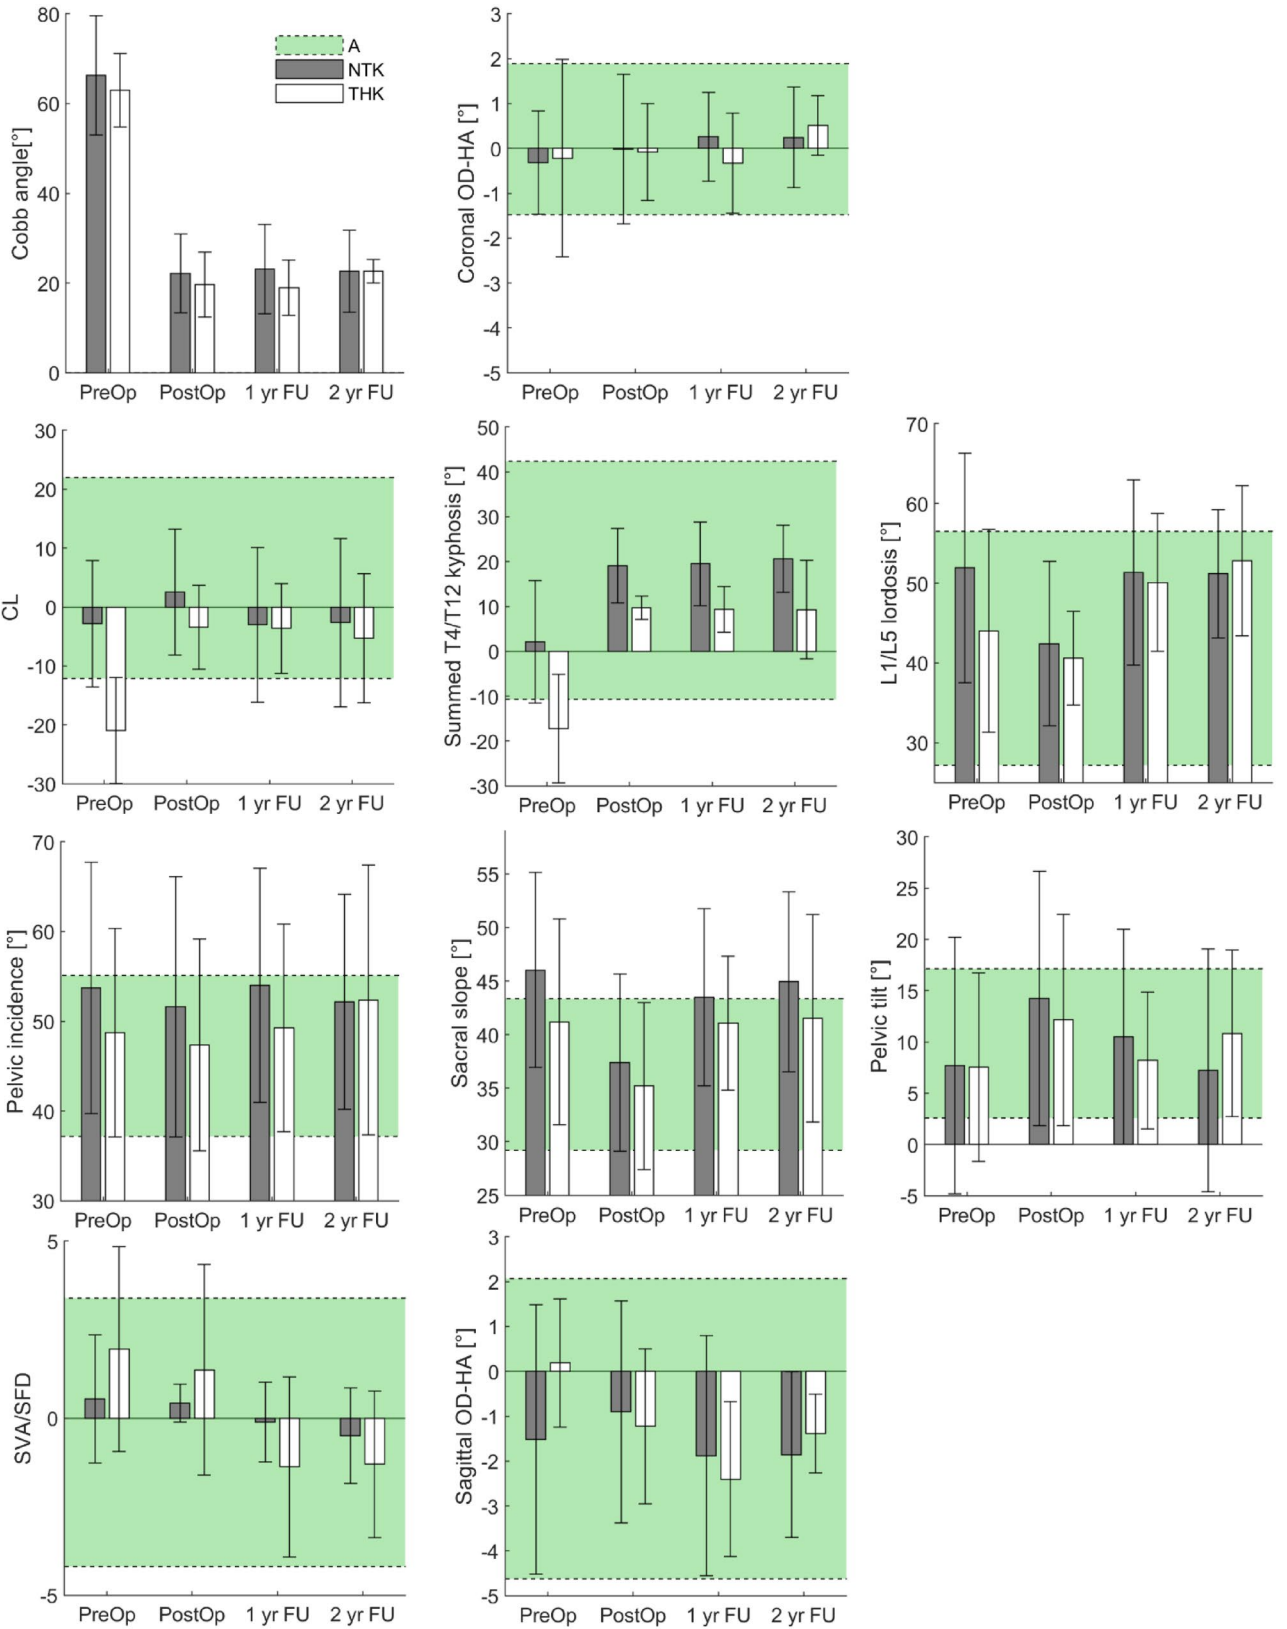 Cobb angle[°]
80
60
40
20
0
A
NTK
THK
PreOp PostOp 1 yr FU 2 yr FU
Coronal OD-HA [°]
3
2
1
0
-1
-2
-3
-4
-5
PreOp PostOp 1 yr FU 2 yr FU
CL
30
20
10
0
-10
-20
-30
PreOp PostOp 1 yr FU 2 yr FU
Summed T4/T12 kyphosis [°]
50
40
30
20
10
0
-10
-20
-30
PreOp PostOp 1 yr FU 2 yr FU
L1/L5 lordosis [°]
70
60
50
40
30
PreOp PostOp 1 yr FU 2 yr FU
Pelvic incidence [°]
70
60
50
40
30
PreOp PostOp 1 yr FU 2 yr FU
Sacral slope [°]
55
50
45
40
35
30
25
PreOp PostOp 1 yr FU 2 yr FU
Pelvic tilt [°]
30
25
20
15
10
5
0
-5
PreOp PostOp 1 yr FU 2 yr FU
SVA/SFD
5
0
-5
PreOp PostOp 1 yr FU 2 yr FU
Sagittal OD-HA [°]
3
2
1
0
-1
-2
-3
-4
-5
PreOp PostOp 1 yr FU 2 yr FU